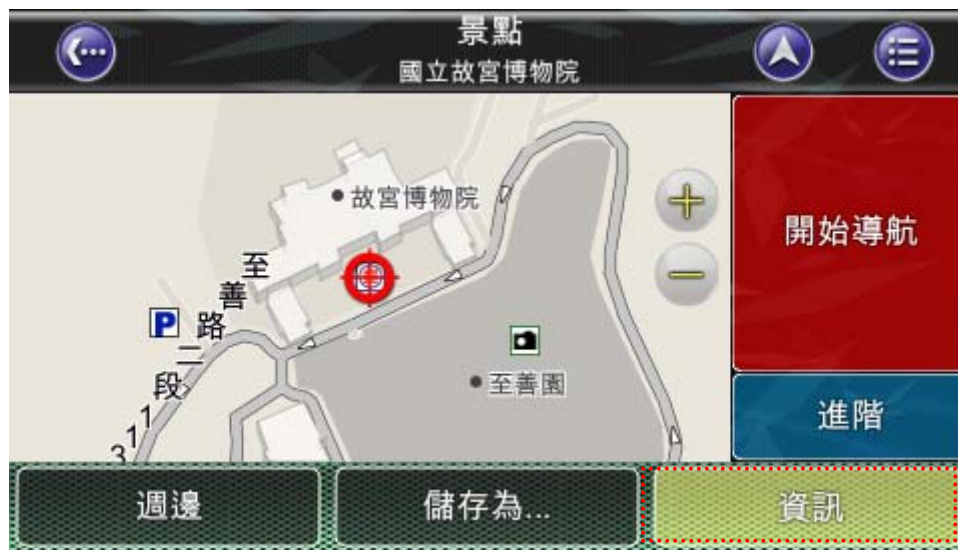 景點
國立故宮博物院
故宮博物院
開始導航
至善路二段
311
P
至善園
進階
週邊
儲存為...
資訊